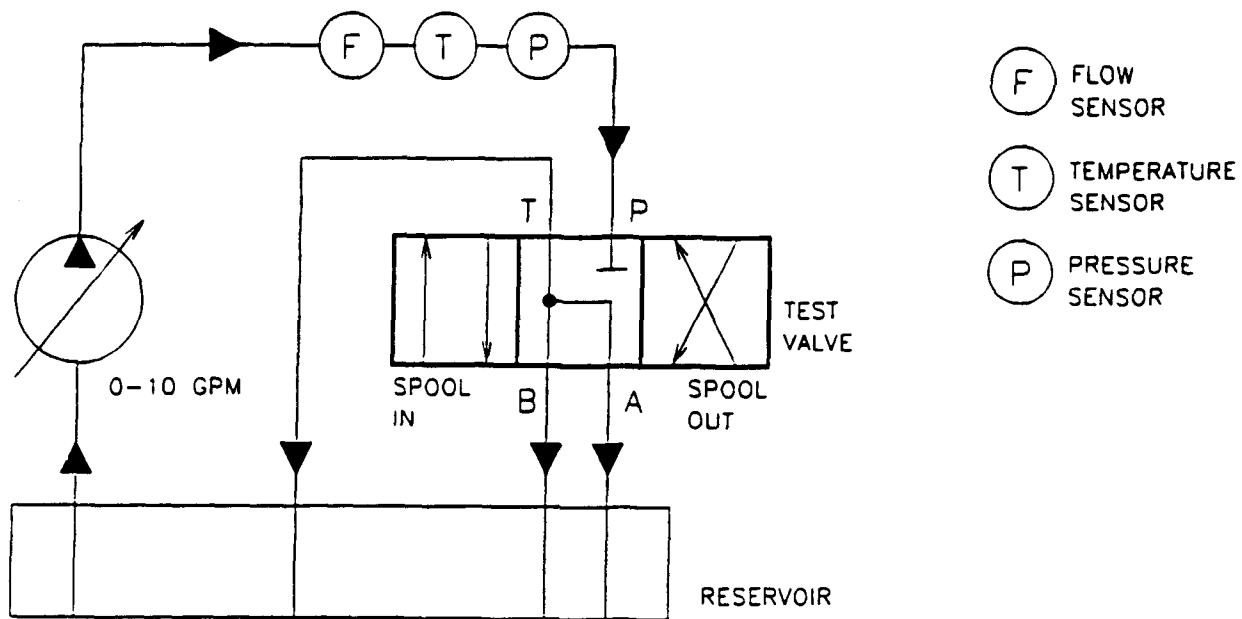 F T P
F FLOW
SENSOR
T TEMPERATURE
SENSOR
P PRESSURE
SENSOR
T P
TEST
VALVE
0-10 GPM
SPOOL
IN
B A
SPOOL
OUT
RESERVOIR